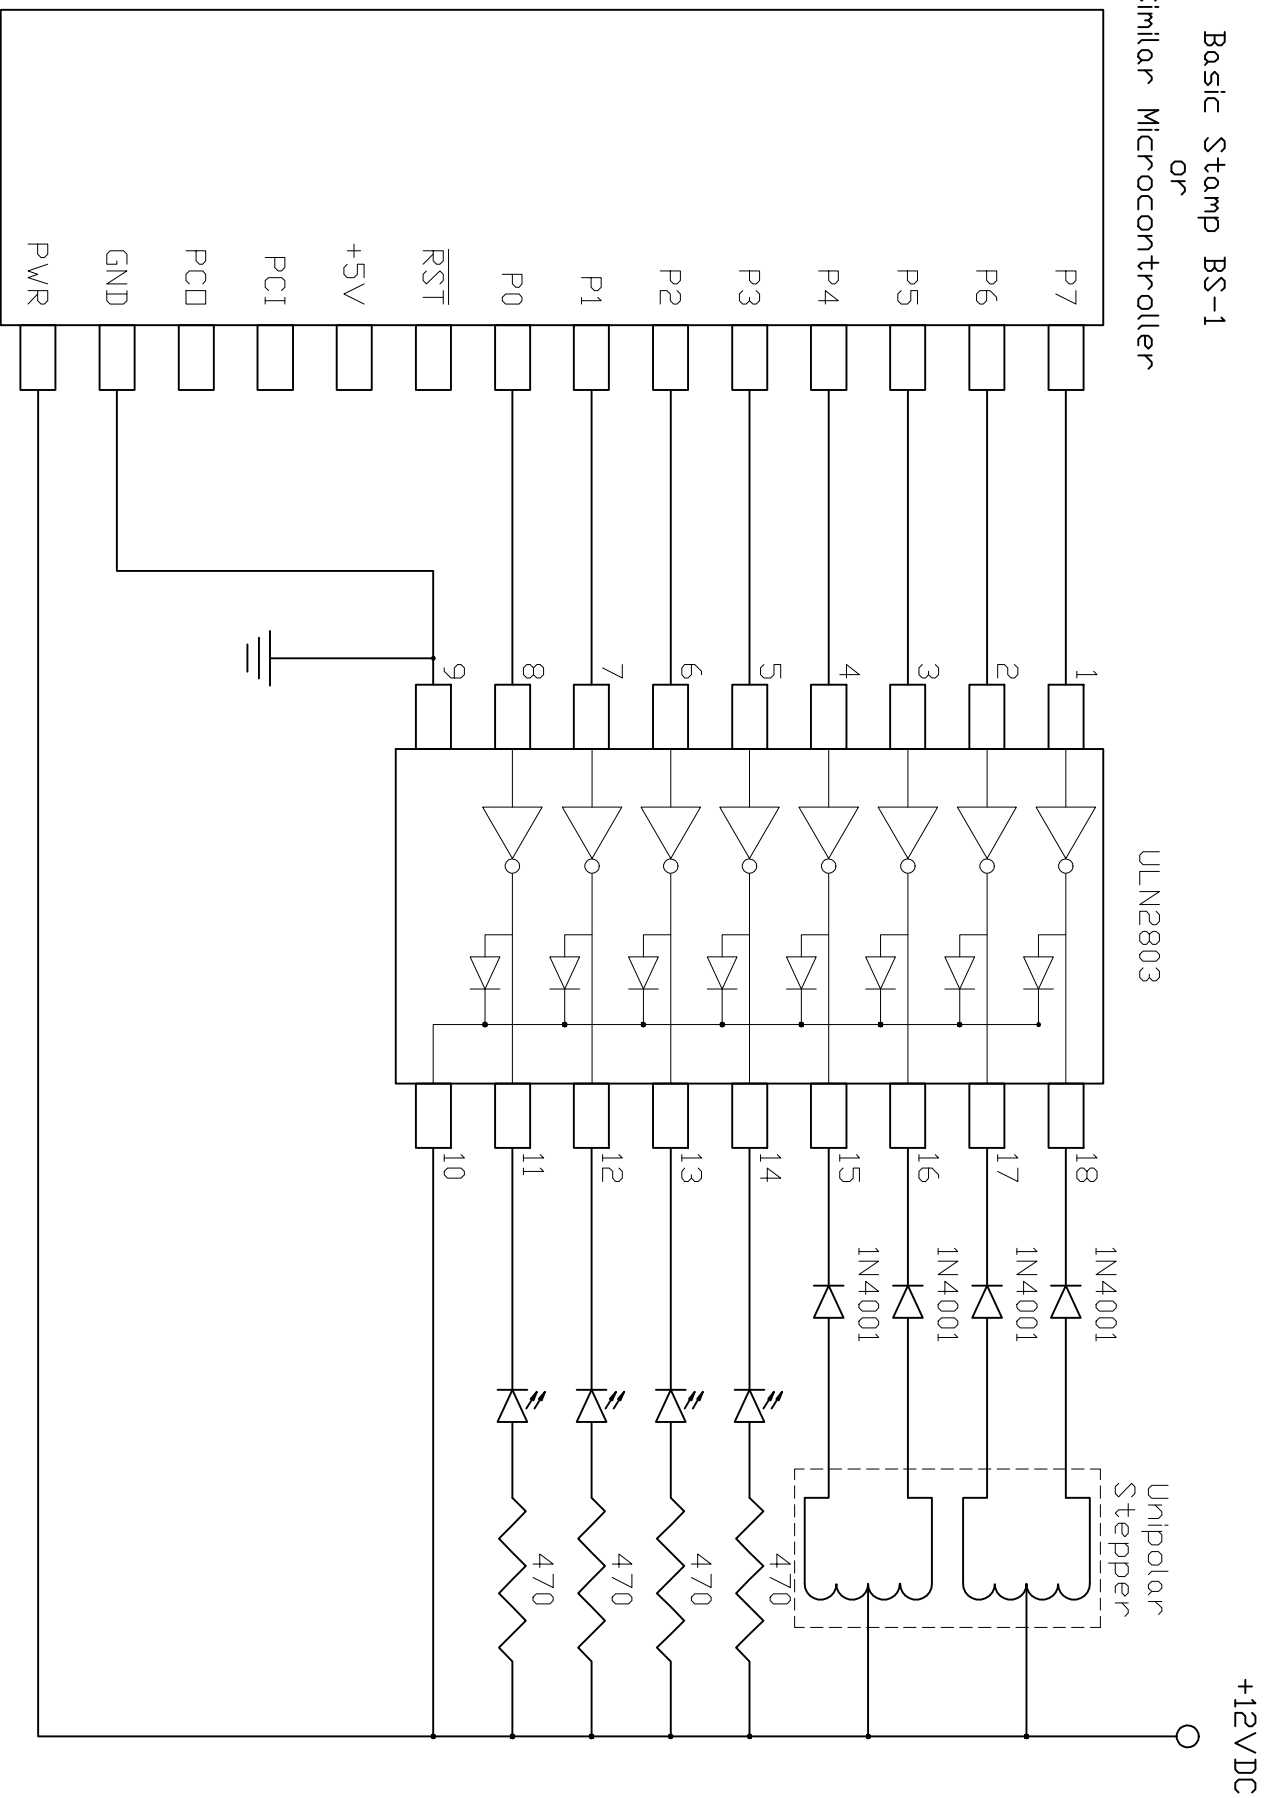 Basic Stamp BS-1
or
imilar Microcontroller
ULN2803
Unipolar
Stepper
+12VDC
P7
P6
P5
P4
P3
P2
P1
P0
RST
+5V
PCI
PCO
GND
PWR
1
2
3
4
5
6
7
8
9
18
17
16
15
14
13
12
11
10
1N4001
1N4001
1N4001
1N4001
470
470
470
470